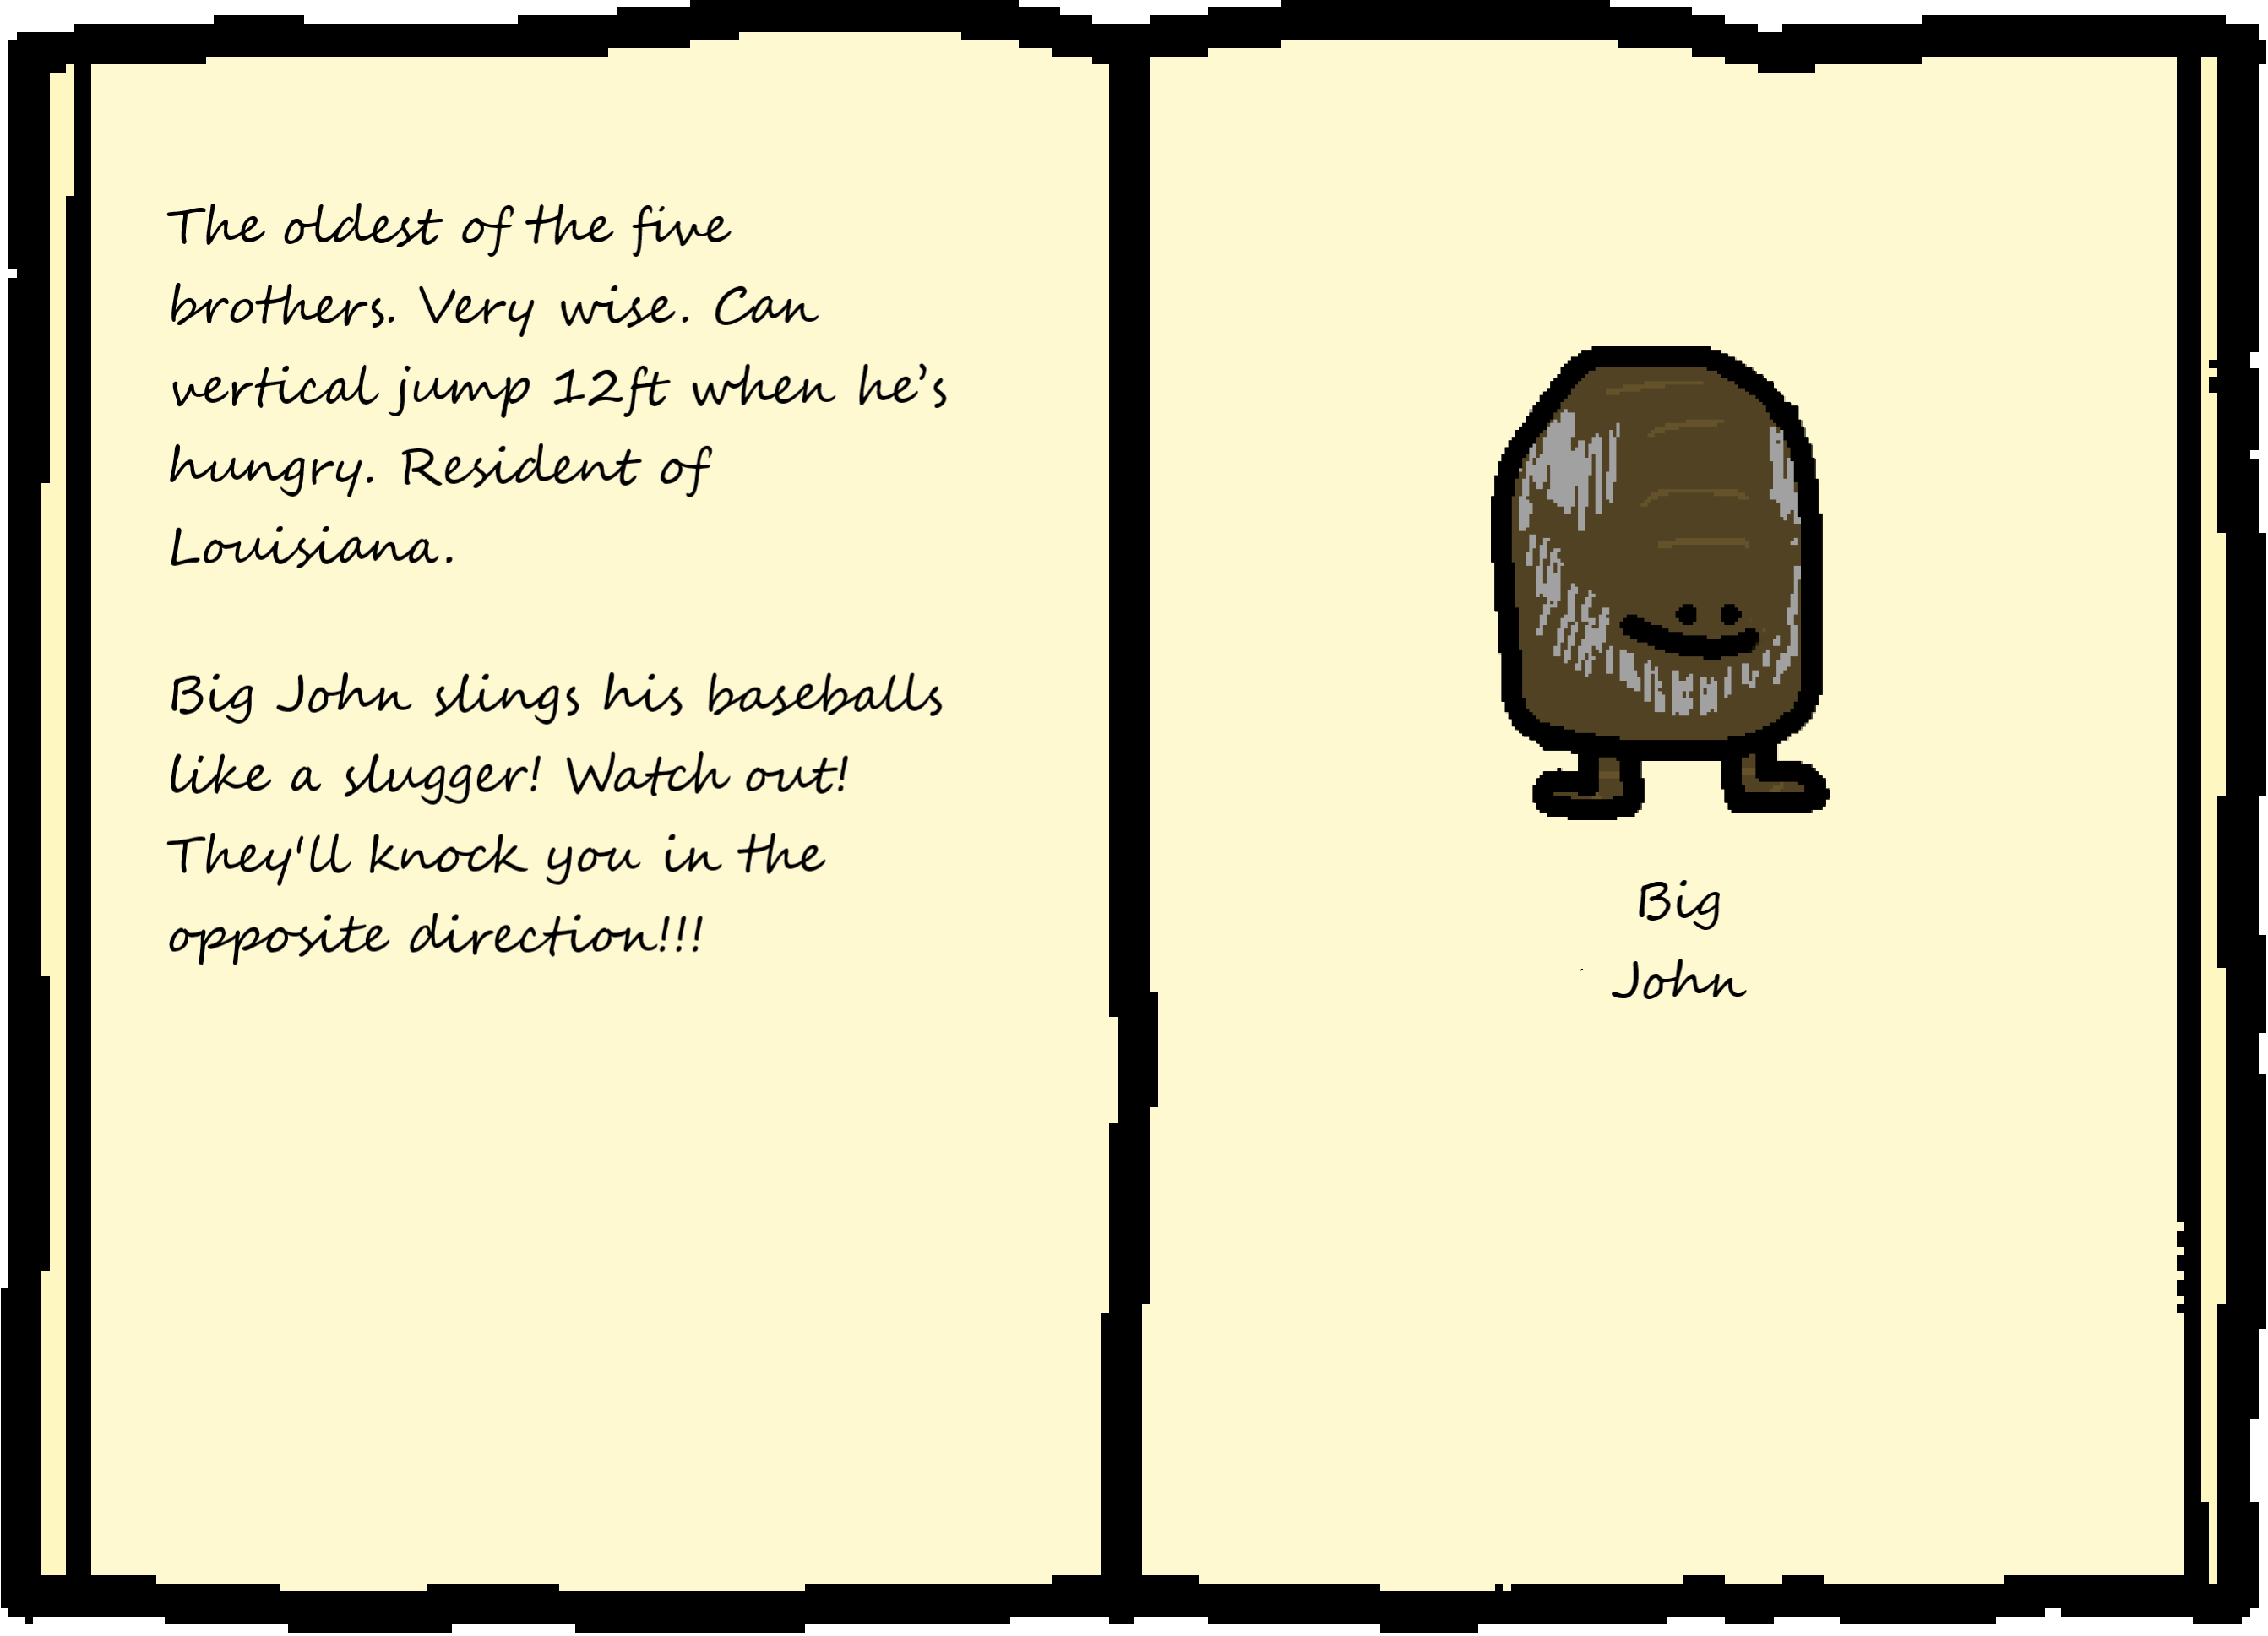 The oldest of the five
brothers. Very wise. Can
vertical jump 12ft when he's
hungry. Resident of
Louisiana.
Big John slings his baseballs
like a slugger! Watch out!
They'll knock you in the
opposite direction!!!
Big
John